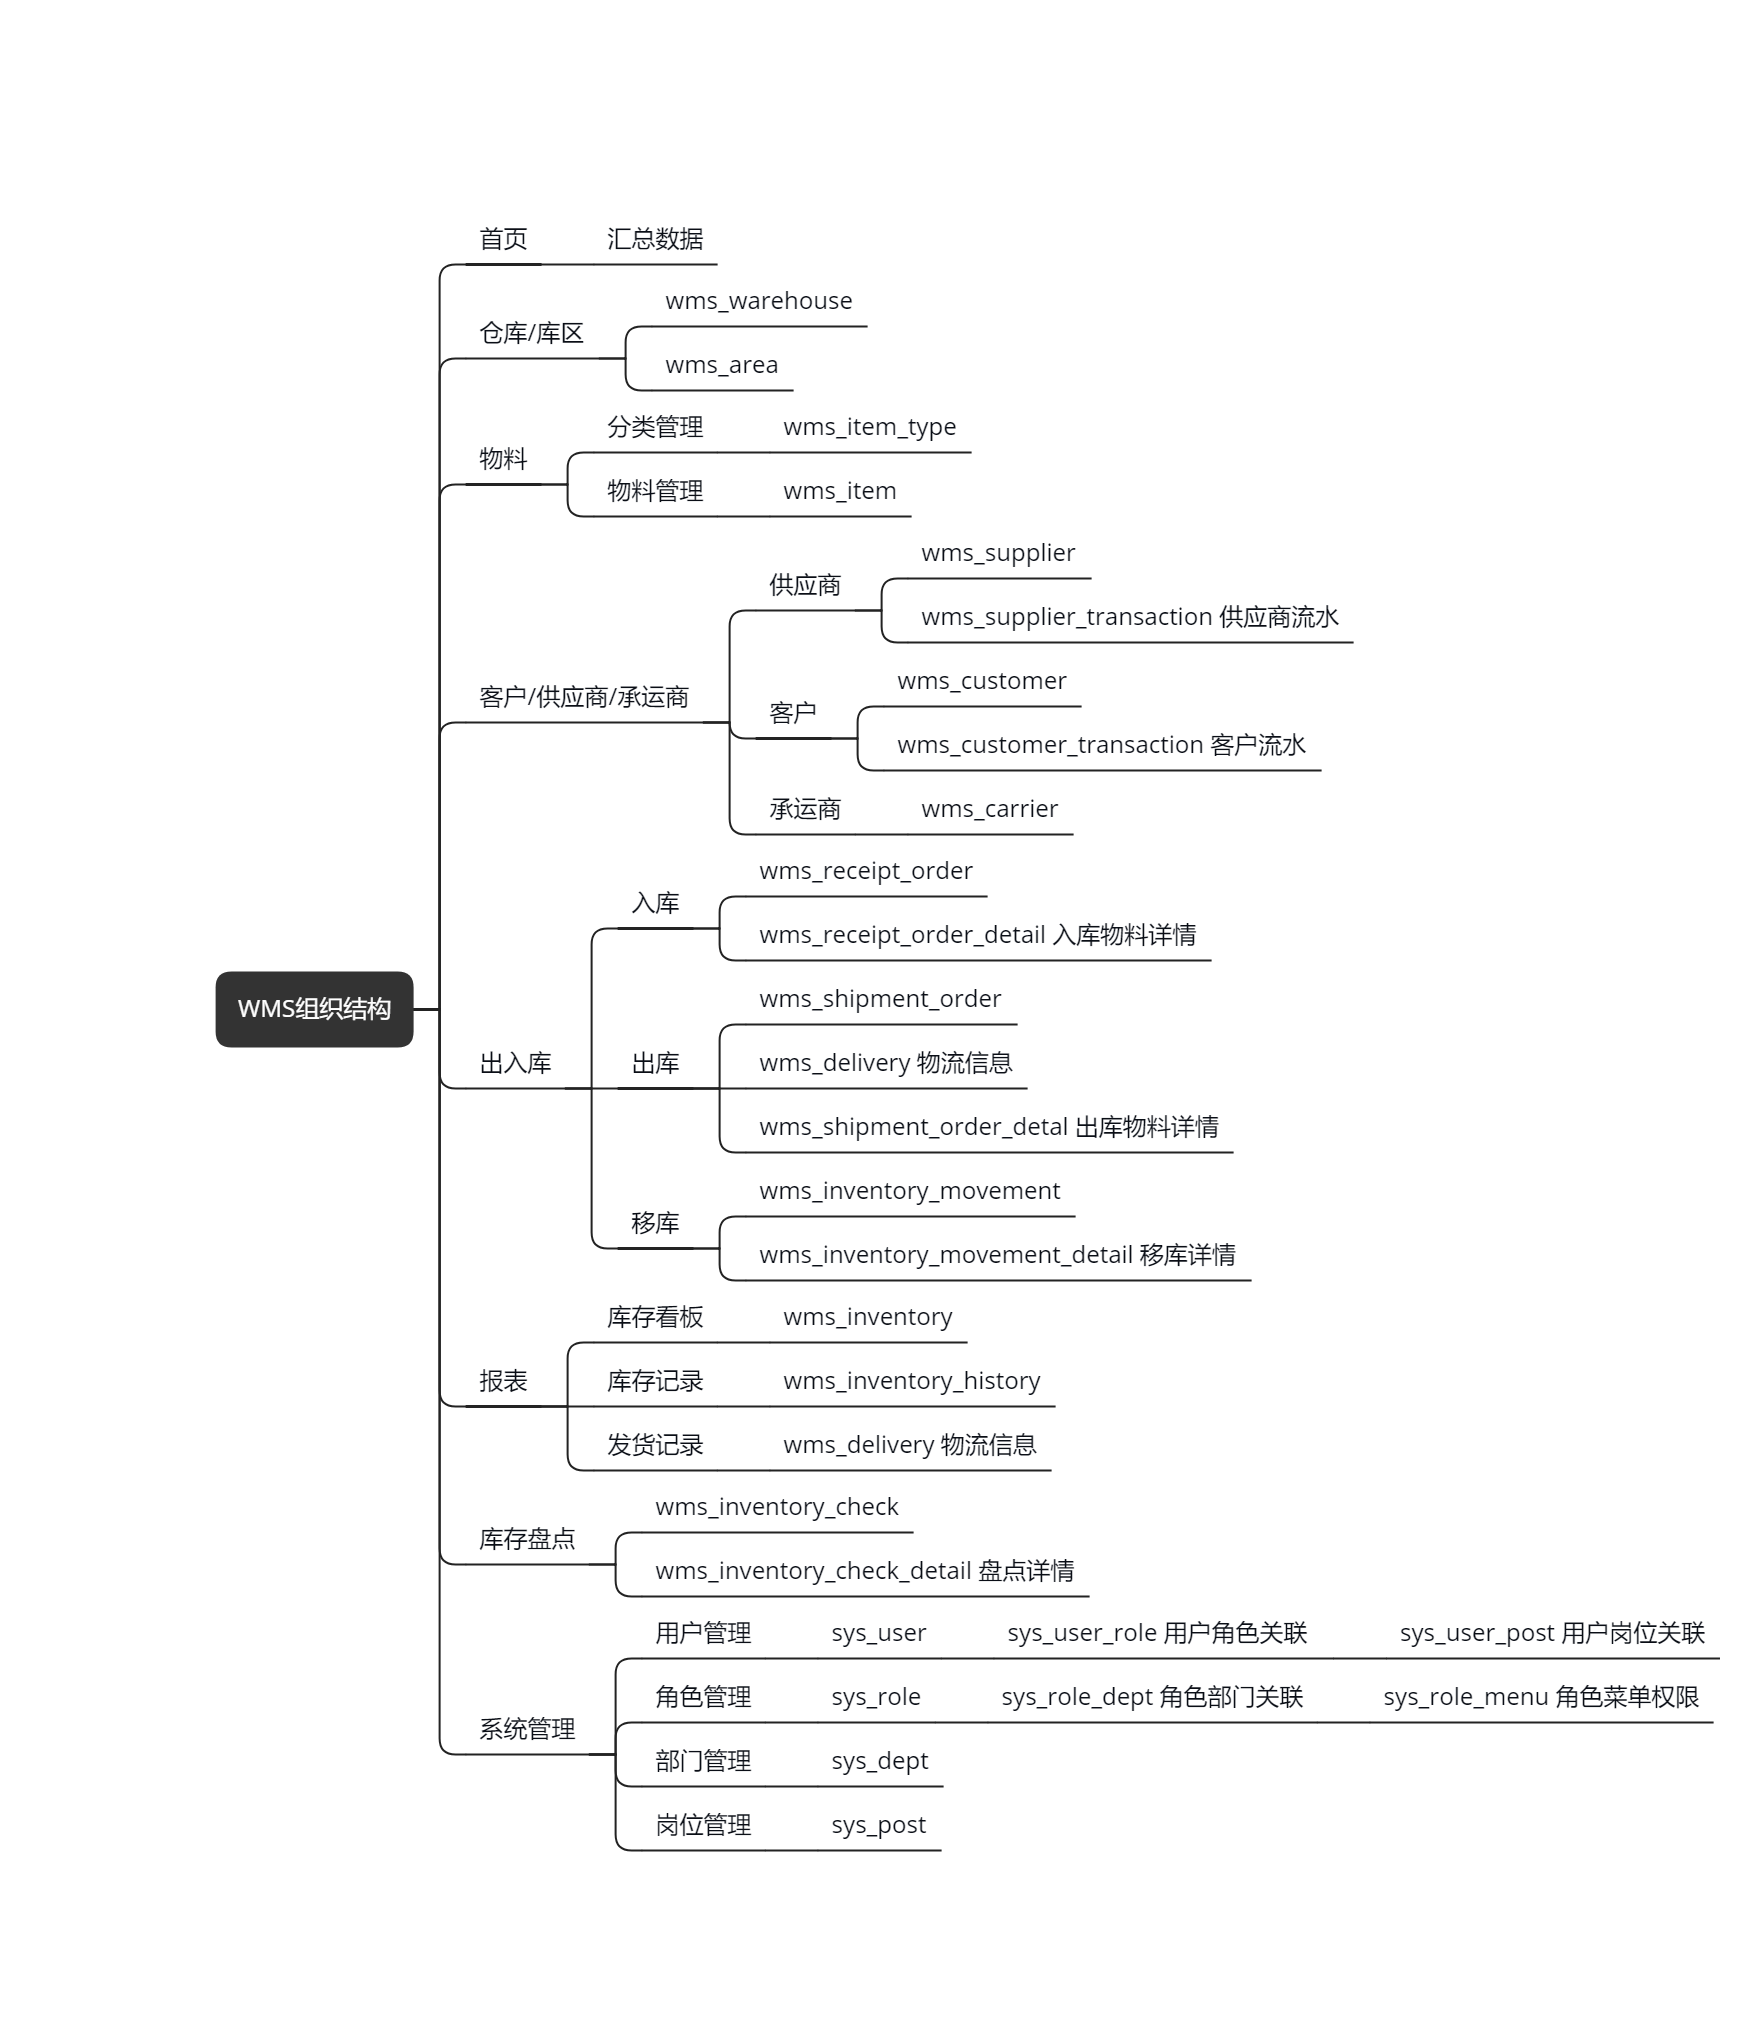 WMS组织结构
首页
汇总数据
仓库/库区
wms_warehouse
wms_area
物料
分类管理
wms_item_type
物料管理
wms_item
客户/供应商/承运商
供应商
wms_supplier
wms_supplier_transaction 供应商流水
客户
wms_customer
wms_customer_transaction 客户流水
承运商
wms_carrier
出入库
入库
wms_receipt_order
wms_receipt_order_detail 入库物料详情
出库
wms_shipment_order
wms_delivery 物流信息
wms_shipment_order_detal 出库物料详情
移库
wms_inventory_movement
wms_inventory_movement_detail 移库详情
报表
库存看板
wms_inventory
库存记录
wms_inventory_history
发货记录
wms_delivery 物流信息
库存盘点
wms_inventory_check
wms_inventory_check_detail 盘点详情
系统管理
用户管理
sys_user
sys_user_role 用户角色关联
sys_user_post 用户岗位关联
角色管理
sys_role
sys_role_dept 角色部门关联
sys_role_menu 角色菜单权限
部门管理
sys_dept
岗位管理
sys_post